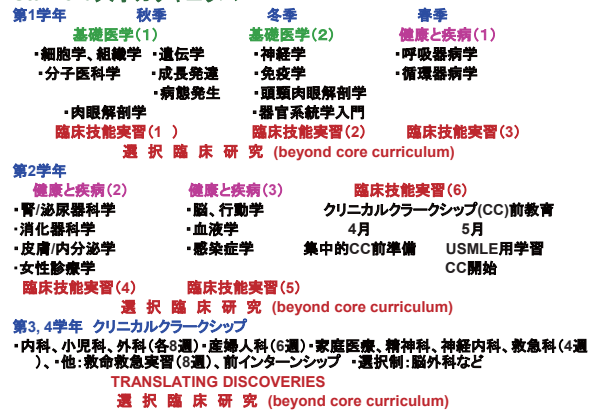 第1学年 秋季 冬季 春季
基礎医学(1) 基礎医学(2) 健康と疾病(1)
・細胞学、組織学 ・遺伝学 ・神経学 ・呼吸器病学
・分子医科学 ・成長発達 ・免疫学 ・循環器病学
・病態発生 ・頭頸肉眼解剖学
・肉眼解剖学 ・器官系統学入門
臨床技能実習(1 ) 臨床技能実習(2) 臨床技能実習(3)
選 択 臨 床 研 究 (beyond core curriculum)
第2学年
健康と疾病(2) 健康と疾病(3) 臨床技能実習(6)
・腎/泌尿器科学 ・脳、行動学 クリニカルクラークシップ(CC)前教育
・消化器科学 ・血液学 4月 5月
・皮膚/内分泌学 ・感染症学 集中的CC前準備 USMLE用学習
・女性診療学 CC開始
臨床技能実習(4) 臨床技能実習(5)
選 択 臨 床 研 究 (beyond core curriculum)
第3, 4学年 クリニカルクラークシップ
・内科、小児科、外科(各8週)・産婦人科(6週)・家庭医療、精神科、神経内科、救急科(4週
)、・他:救命救急実習(8週)、前インターンシップ ・選択制:脳外科など
TRANSLATING DISCOVERIES
選 択 臨 床 研 究 (beyond core curriculum)